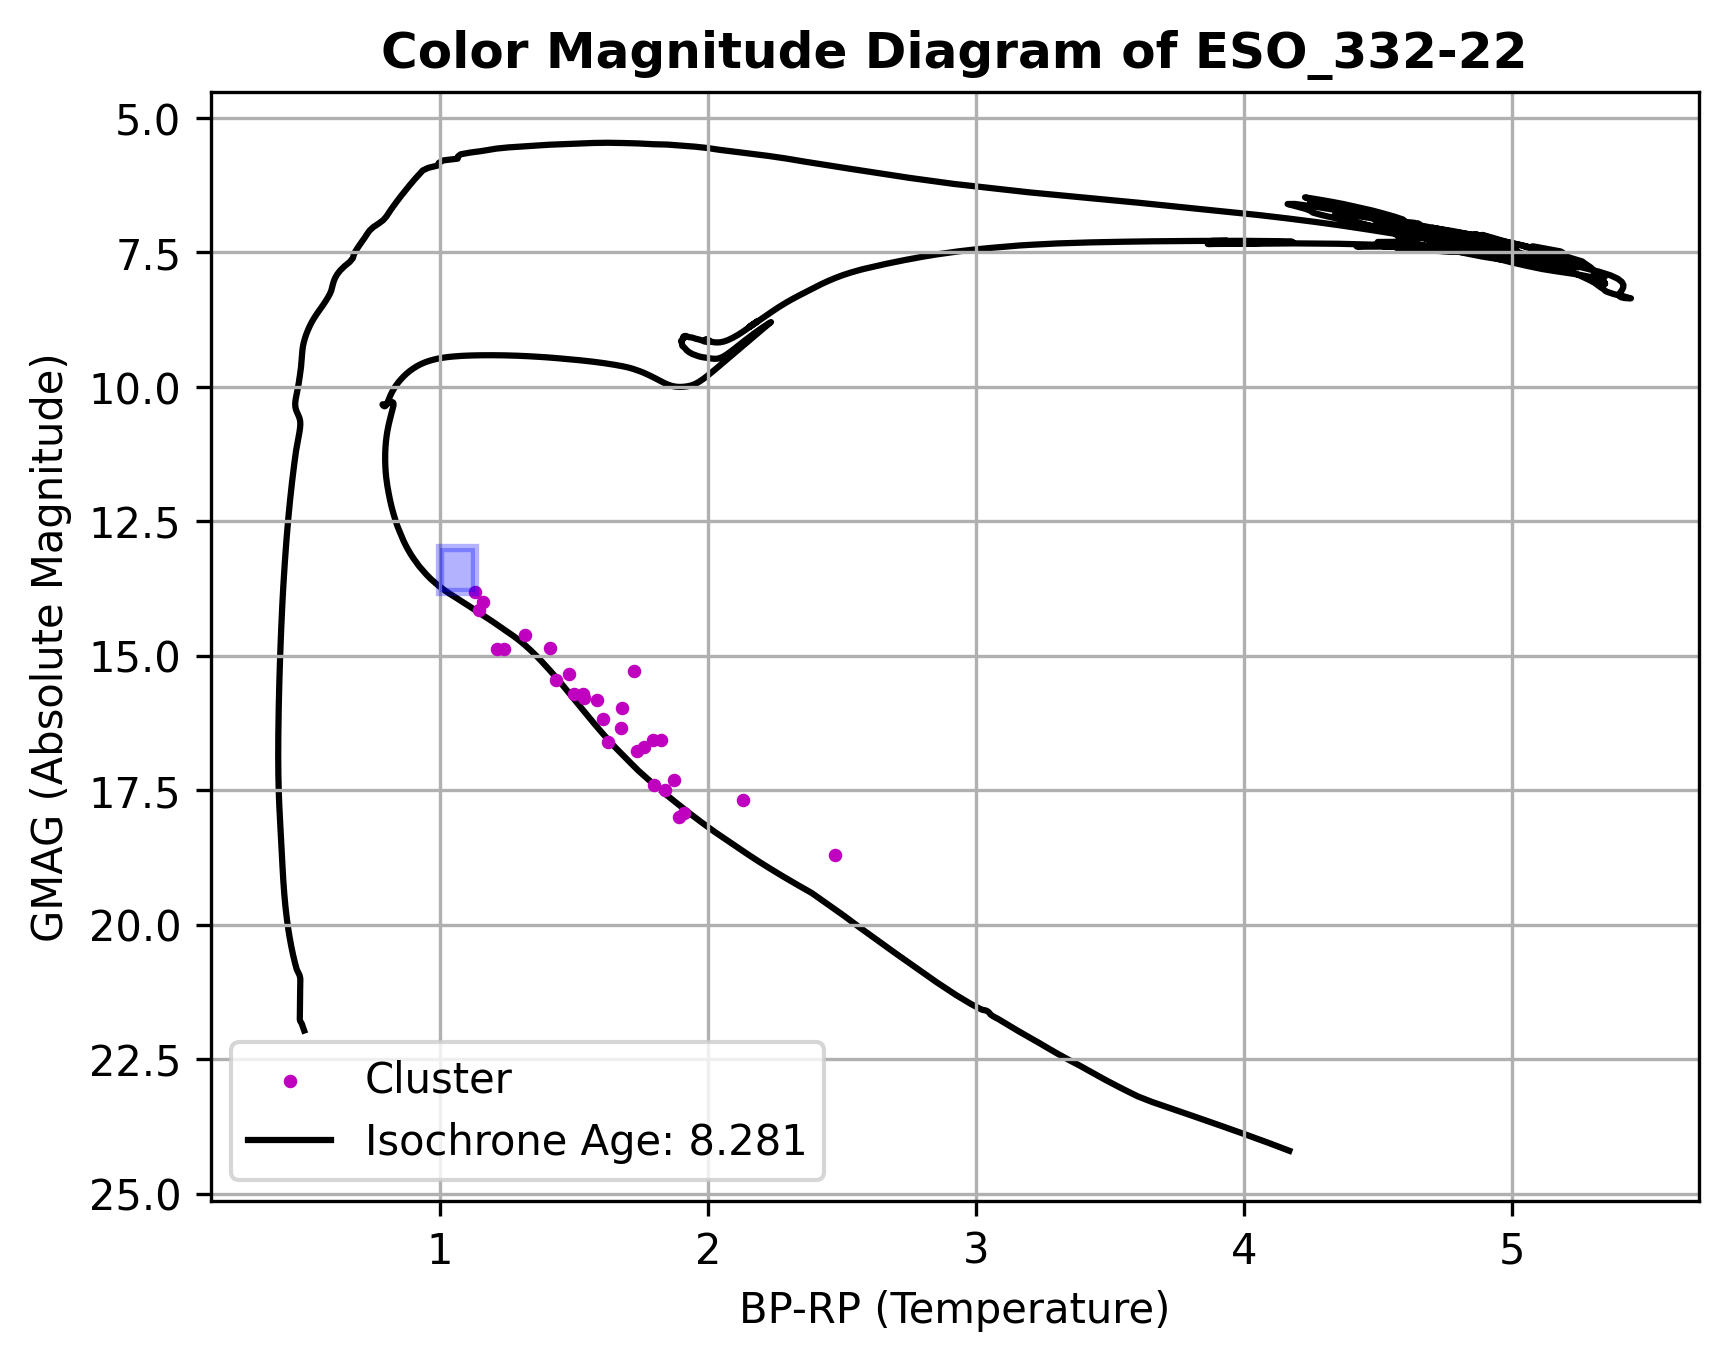 Color Magnitude Diagram of ESO_332-22
5.0
7.5
10.0
12.5
15.0
17.5
20.0
22.5
25.0
GMAG (Absolute Magnitude)
Cluster
Isochrone Age: 8.281
1 2 3 4 5
BP-RP (Temperature)